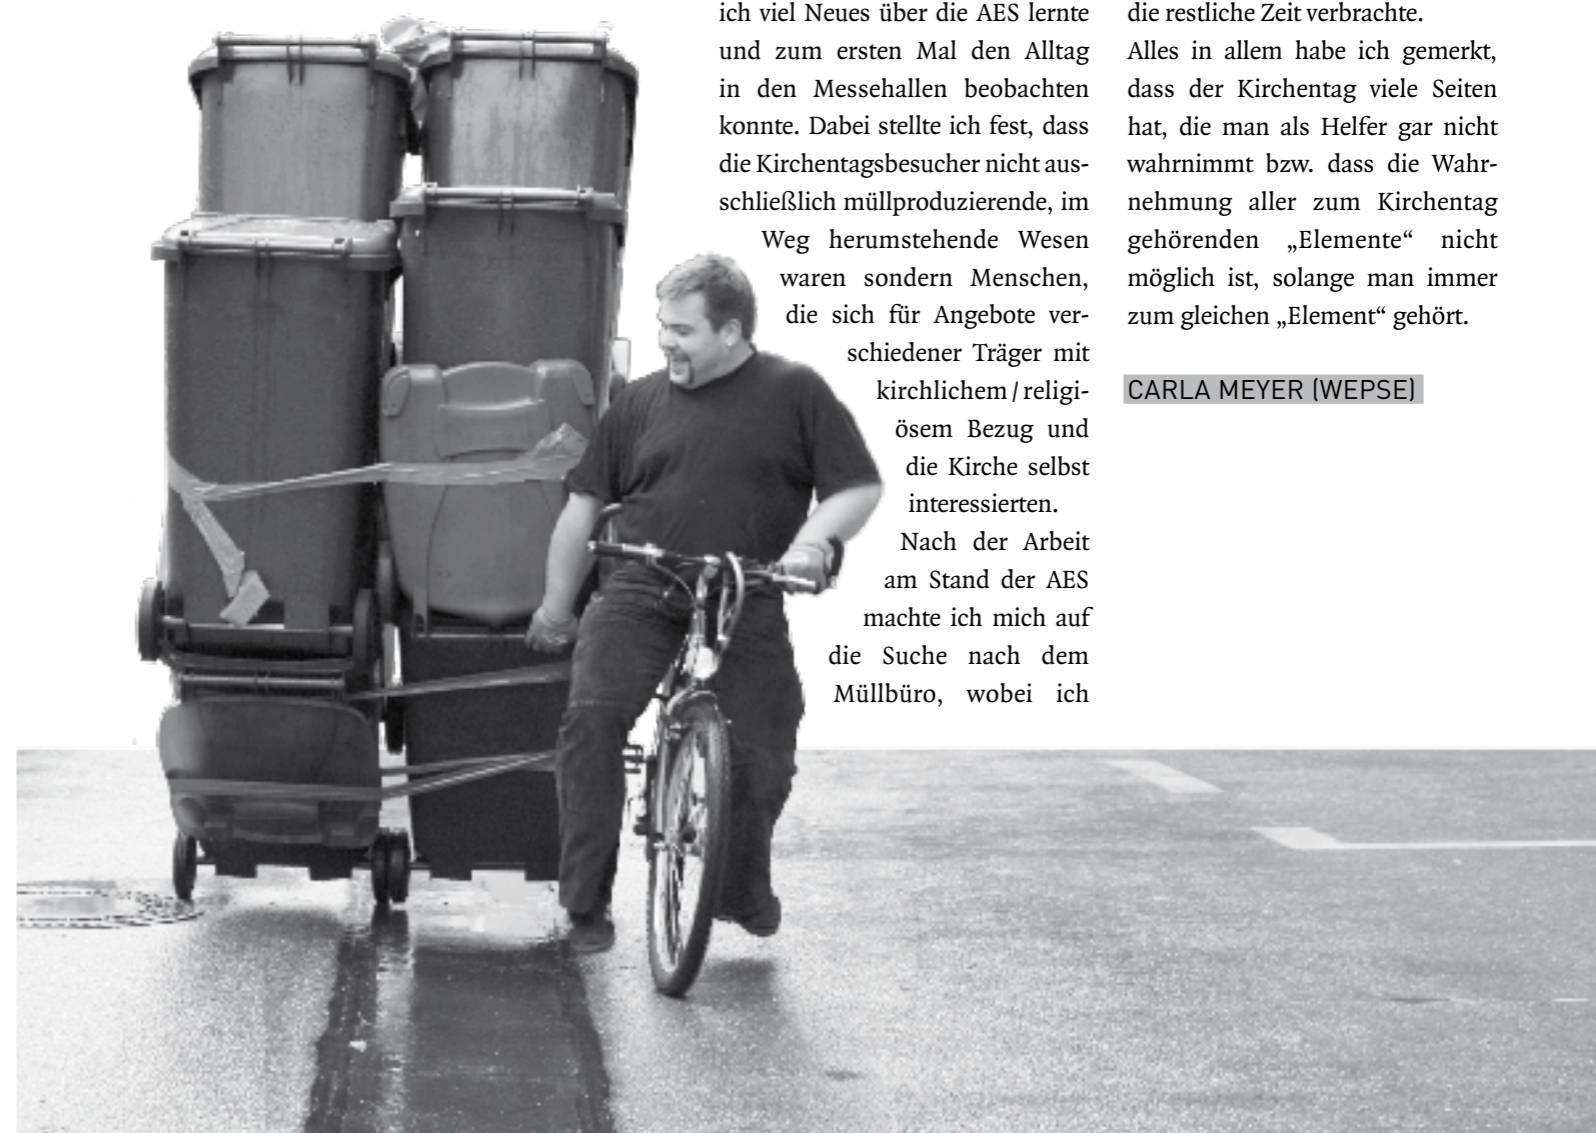 ich viel Neues über die AES lernte
und zum ersten Mal den Alltag
in den Messehallen beobachten
konnte. Dabei stellte ich fest, dass
die Kirchentagsbesucher nicht aus-
schließlich müllproduzierende, im
Weg herumstehende Wesen
waren sondern Menschen,
die sich für Angebote ver-
schiedener Träger mit
kirchlichem / religi-
ösem Bezug und
die Kirche selbst
interessierten.
Nach der Arbeit
am Stand der AES
machte ich mich auf
die Suche nach dem
Müllbüro, wobei ich
die restliche Zeit verbrachte.
Alles in allem habe ich gemerkt,
dass der Kirchentag viele Seiten
hat, die man als Helfer gar nicht
wahrnimmt bzw. dass die Wahr-
nehmung aller zum Kirchentag
gehörenden „Elemente“ nicht
möglich ist, solange man immer
zum gleichen „Element“ gehört.
CARLA MEYER (WEPSE)